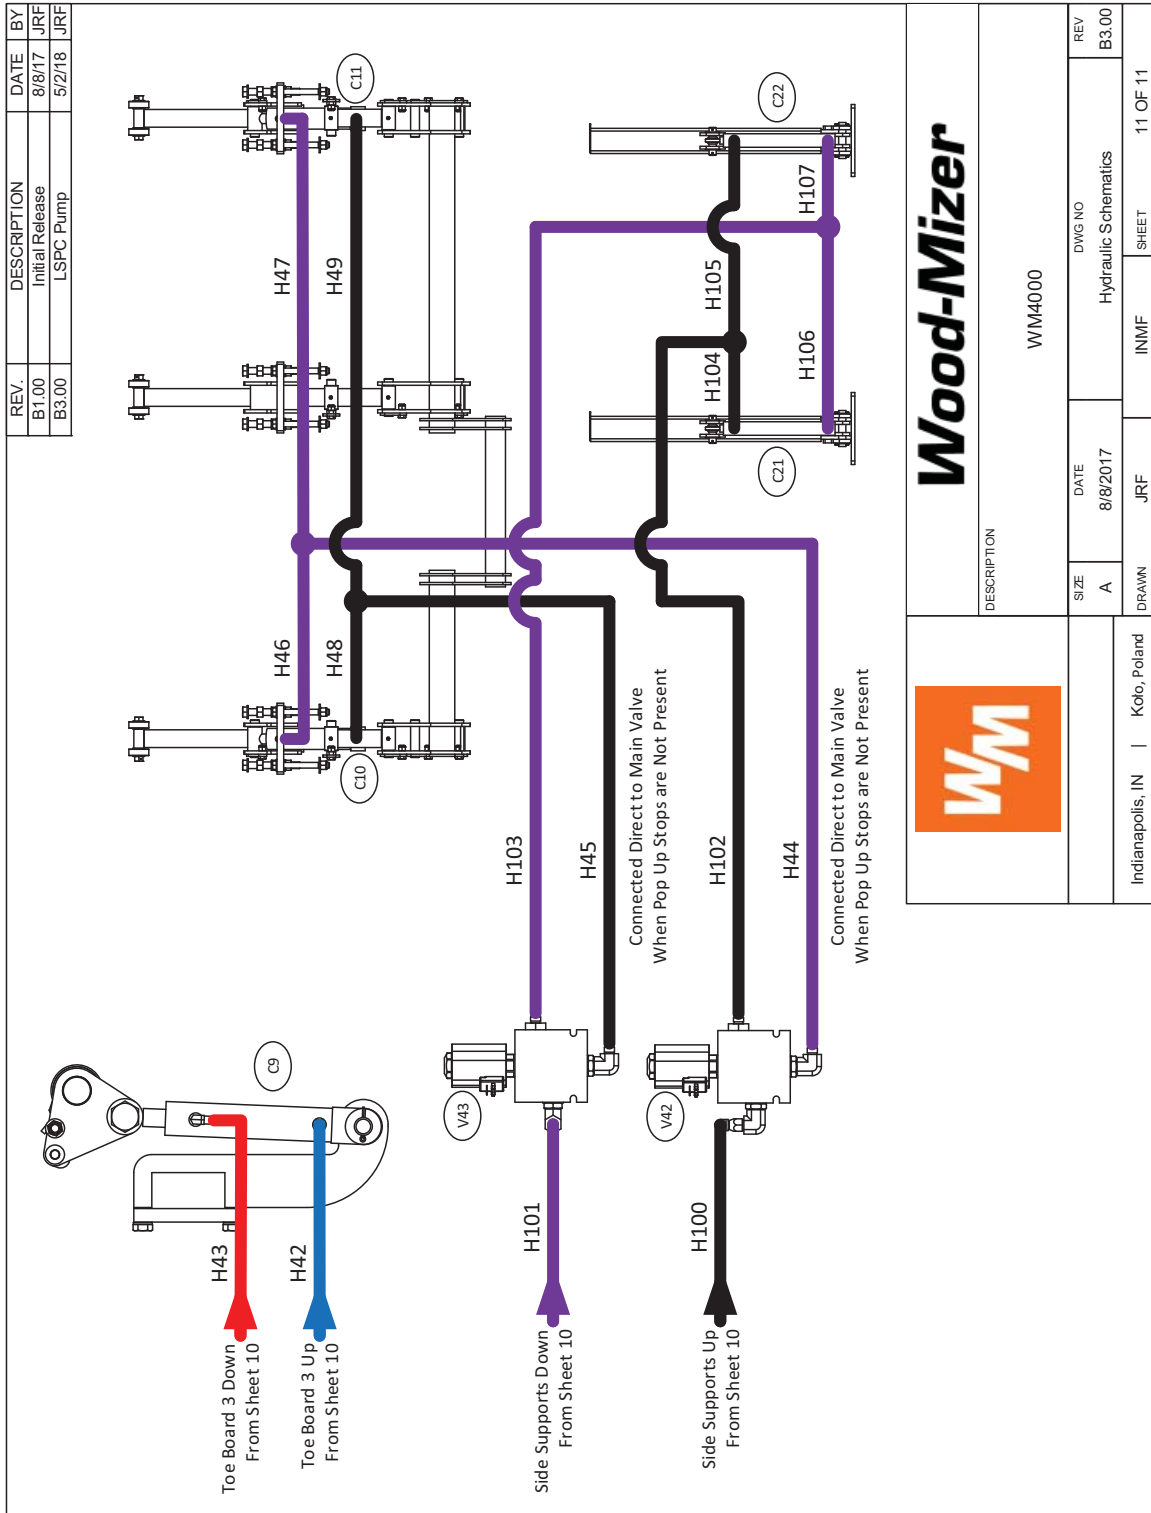 REV. DESCRIPTION DATE BY
B1.00 Initial Release 8/8/17 JRF
B3.00 LSPC Pump 5/2/18 JRF
Toe Board 3 Down
From Sheet 10
H43
Toe Board 3 Up
From Sheet 10
H42
C9
Side Supports Down
From Sheet 10
H101
V43
H103
H45
Connected Direct to Main Valve
When Pop Up Stops are Not Present
Side Supports Up
From Sheet 10
H100
V42
H102
H44
Connected Direct to Main Valve
When Pop Up Stops are Not Present
C10
H46
H48
H47
H49
C11
C21
H104
H105
H106
H107
C22
WM
Wood-Mizer
DESCRIPTION
WM4000
SIZE DATE DWG NO REV
A 8/8/2017 Hydraulic Schematics B3.00
Indianapolis, IN | Koło, Poland
DRAWN JRF INMF SHEET 11 OF 11